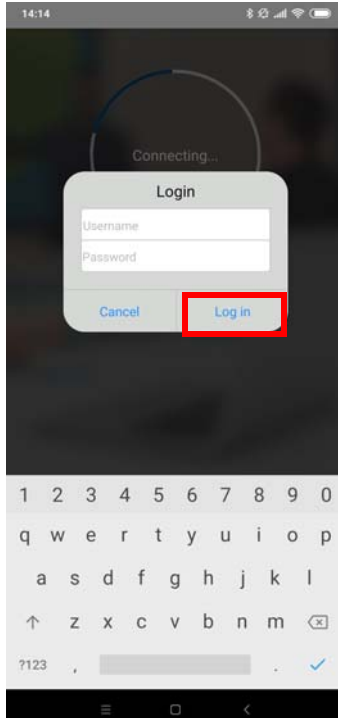 14:14
Connecting...
Login
Username
Password
Cancel Log in
1 2 3 4 5 6 7 8 9 0
q w e r t y u i o p
a s d f g h j k l
z x c v b n m
?123 , .